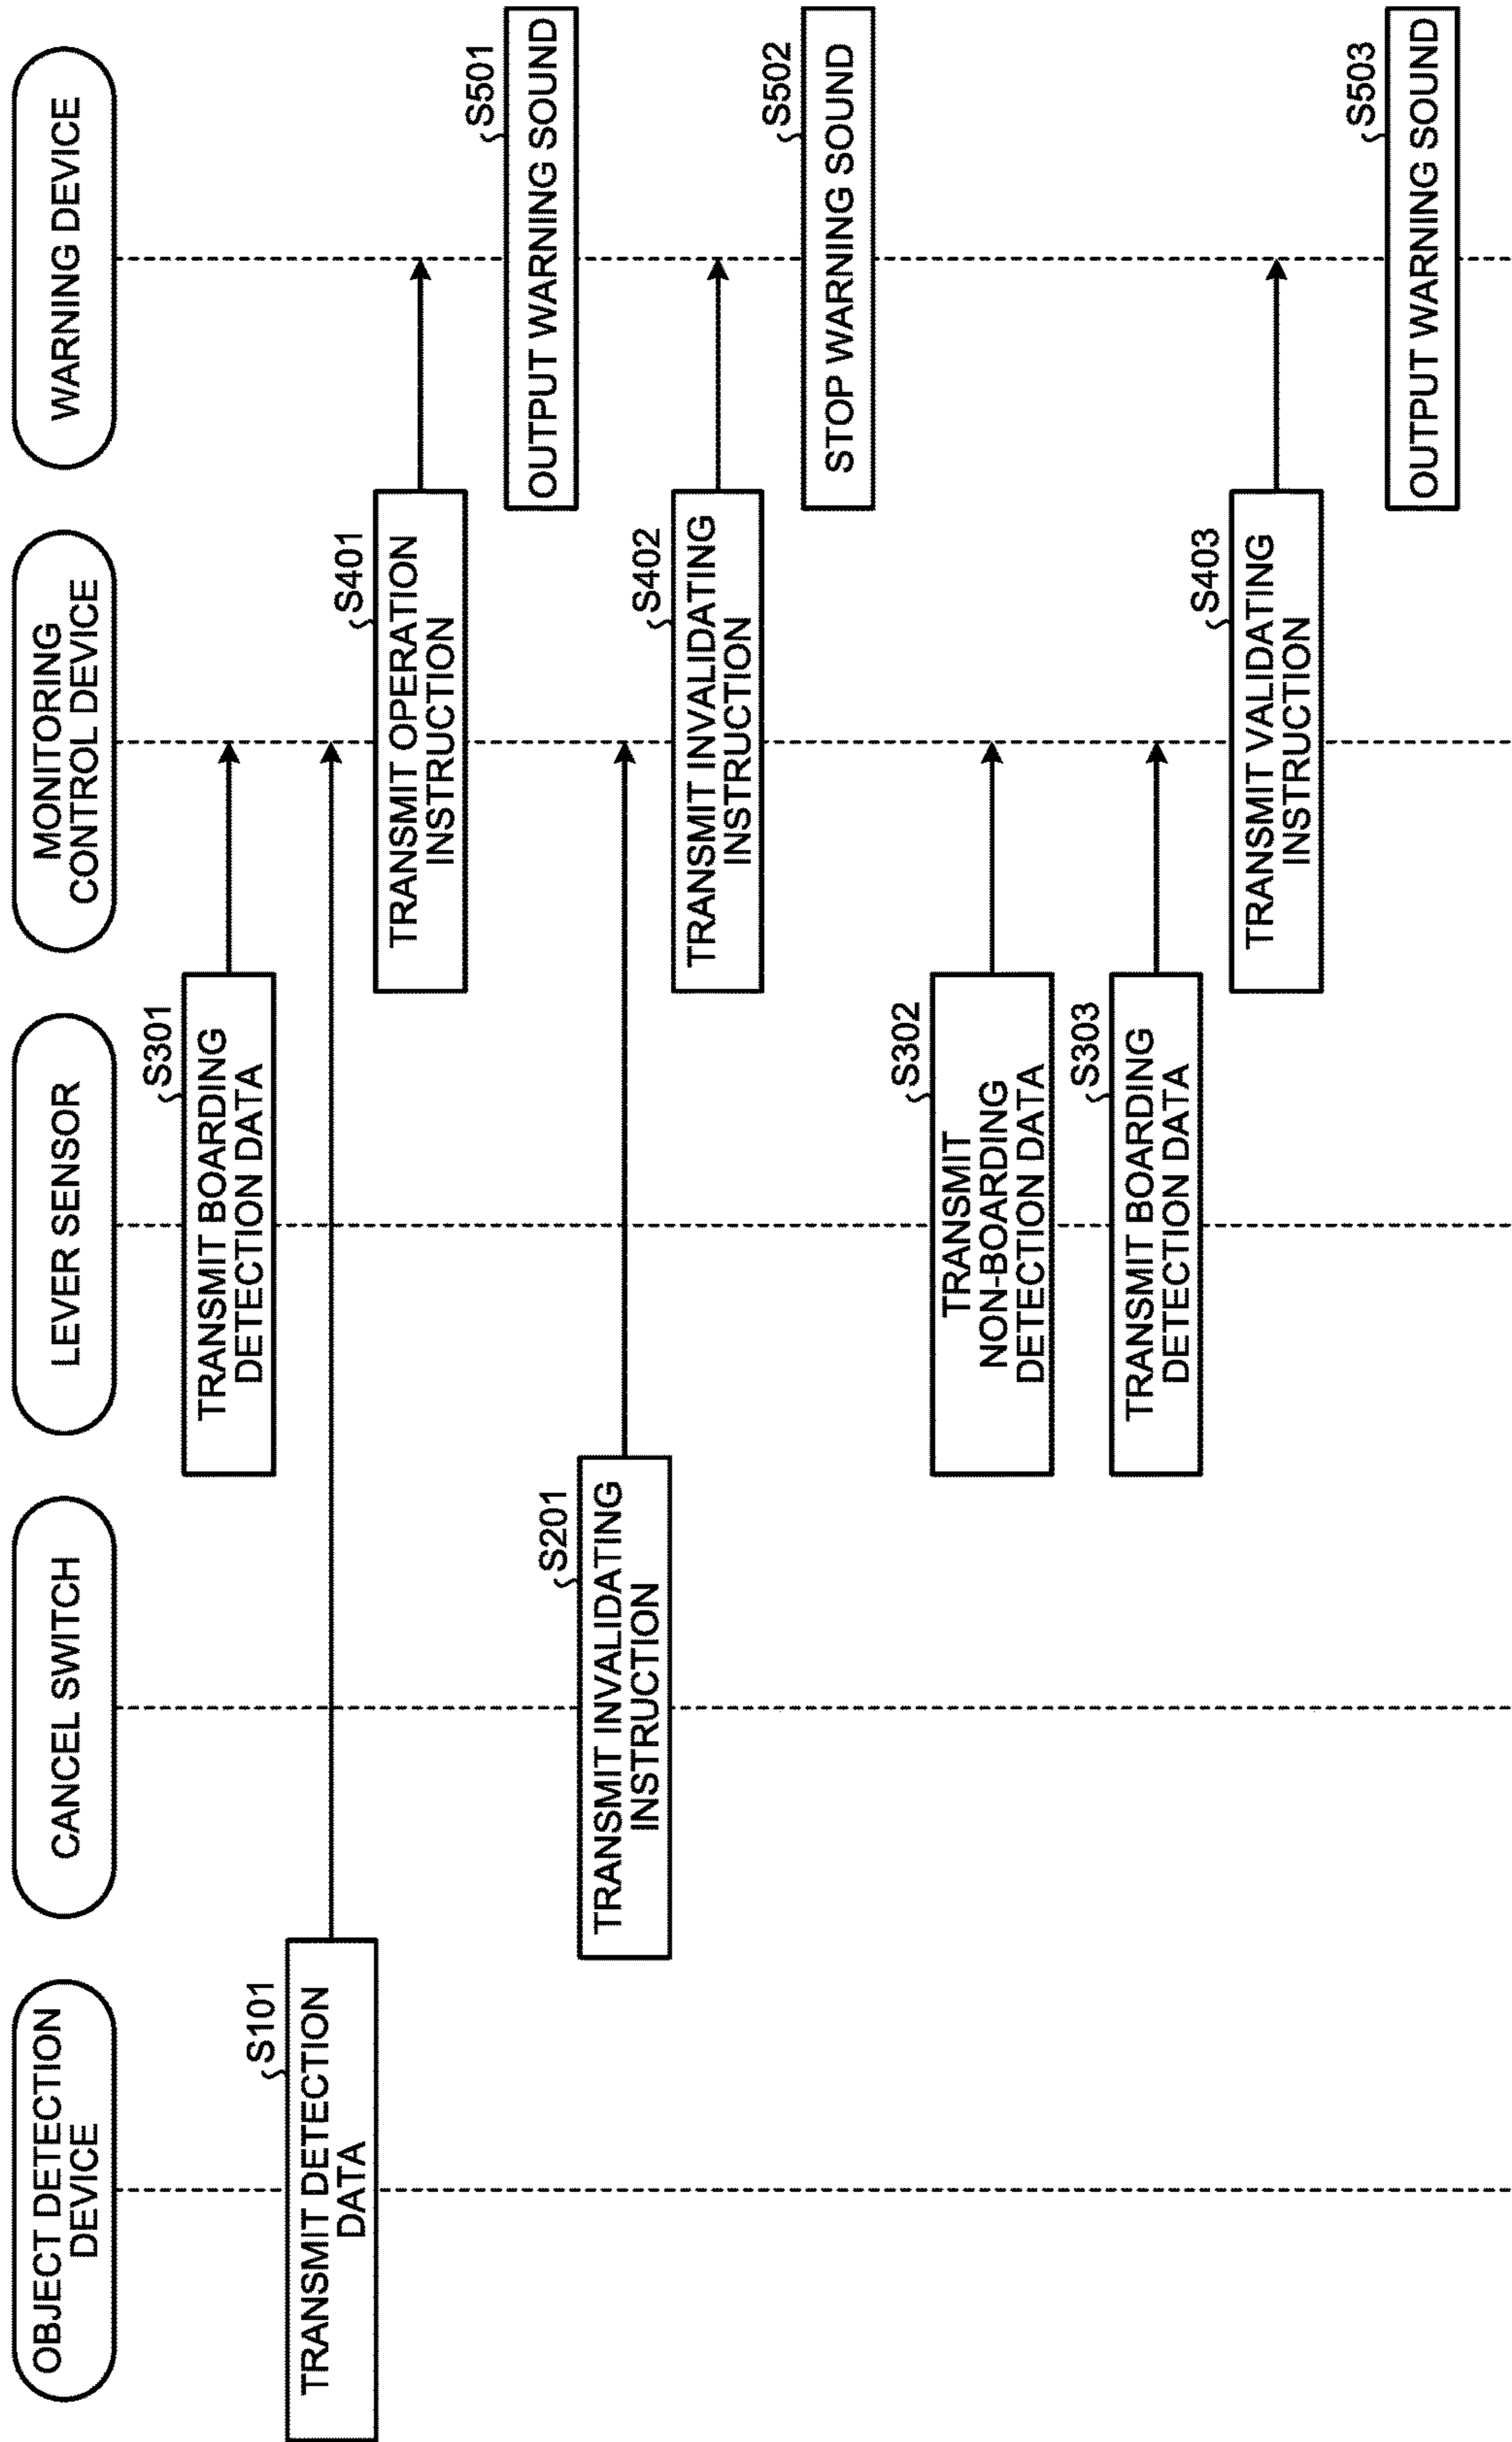 OBJECT DETECTION
DEVICE
CANCEL SWITCH
LEVER SENSOR
MONITORING
CONTROL DEVICE
WARNING DEVICE
S301
TRANSMIT BOARDING
DETECTION DATA
S101
TRANSMIT DETECTION
DATA
S401
TRANSMIT OPERATION
INSTRUCTION
S501
OUTPUT WARNING SOUND
S201
TRANSMIT INVALIDATING
INSTRUCTION
S402
TRANSMIT INVALIDATING
INSTRUCTION
S502
STOP WARNING SOUND
S302
TRANSMIT
NON-BOARDING
DETECTION DATA
S303
TRANSMIT BOARDING
DETECTION DATA
S403
TRANSMIT VALIDATING
INSTRUCTION
S503
OUTPUT WARNING SOUND